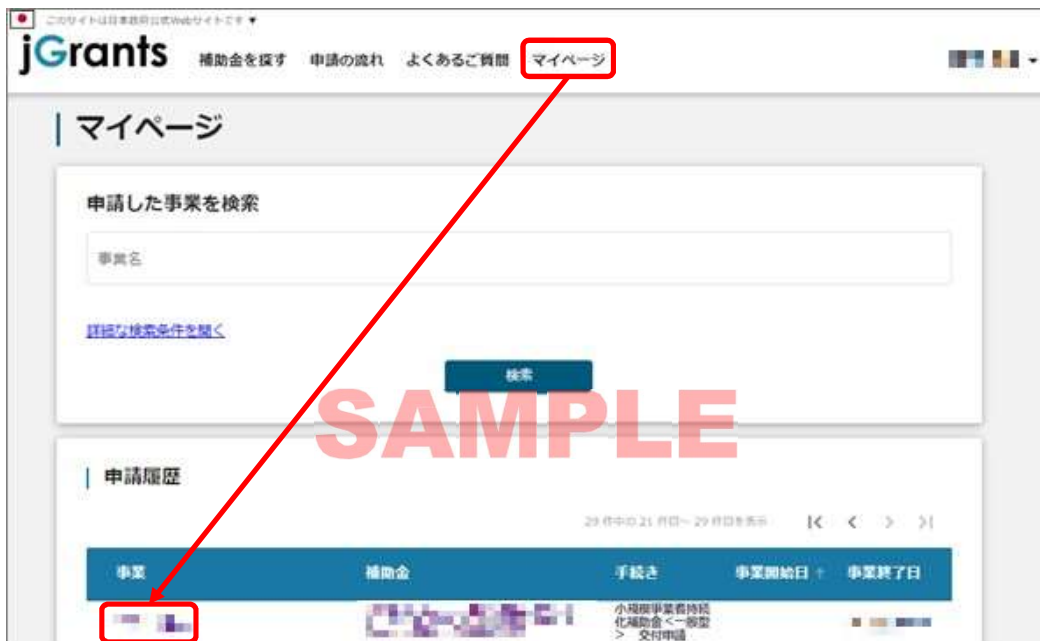 このサイトは日本政府公式Webサイトです ▼
jGrants 補助金を探す 申請の流れ よくあるご質問 マイページ
マイページ
申請した事業を検索
事業名
詳細な検索条件を開く
検索
SAMPLE
申請履歴
29 件中の 21 件目~ 29 件目を表示
事業 補助金 手続き 事業開始日 ↑ 事業終了日
小規模事業者持続
化補助金<一般型
> 交付申請